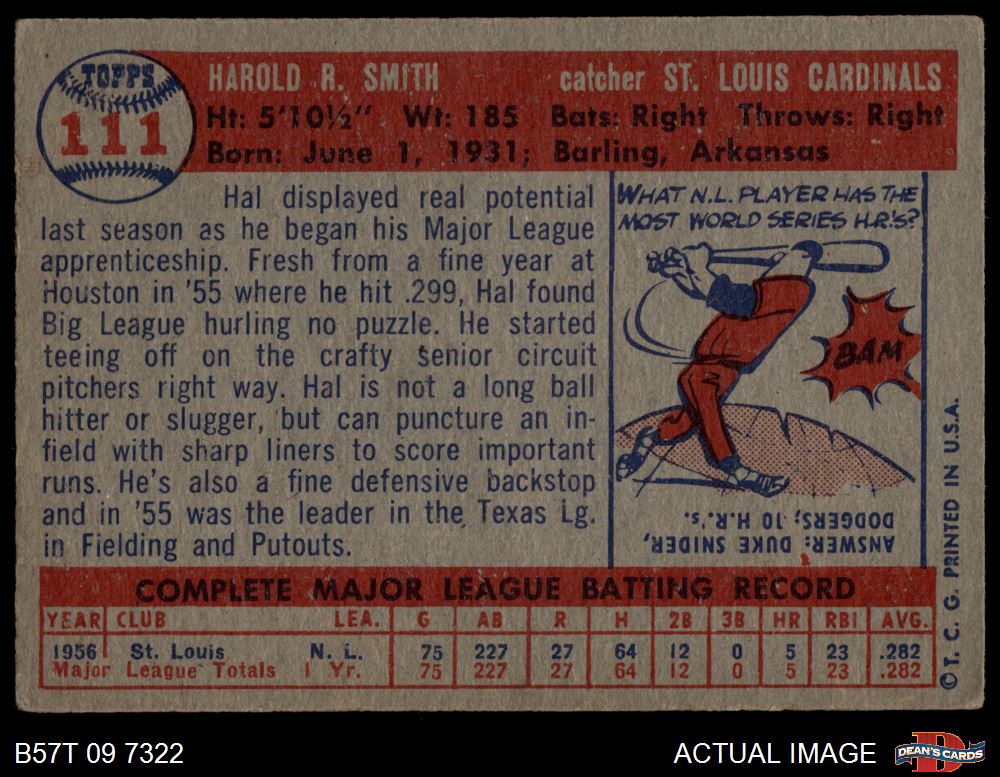 TOPPS
111
HAROLD R. SMITH catcher ST. LOUIS CARDINALS
Ht: 5'10½" Wt: 185 Bats: Right Throws: Right
Born: June 1, 1931; Barling, Arkansas
Hal displayed real potential
last season as he began his Major League
apprenticeship. Fresh from a fine year at
Houston in '55 where he hit .299, Hal found
Big League hurling no puzzle. He started
teeing off on the crafty senior circuit
pitchers right way. Hal is not a long ball
hitter or slugger, but can puncture an in-
field with sharp liners to score important
runs. He's also a fine defensive backstop
and in '55 was the leader in the Texas Lg.
in Fielding and Putouts.
WHAT N.L. PLAYER HAS THE
MOST WORLD SERIES H.R.'S?
BAM
ANSWER: DUKE SNIDER,
DODGERS; 10 H.R.'s.
COMPLETE MAJOR LEAGUE BATTING RECORD
YEAR CLUB LEA. G AB R H 2B 3B HR RBI AVG.
1956 St. Louis N. L. 75 227 27 64 12 0 5 23 .282
Major League Totals 1 Yr. 75 227 27 64 12 0 5 23 .282
© T. C. G. PRINTED IN U.S.A.
B57T 09 7322
ACTUAL IMAGE
D
DEAN'S CARDS